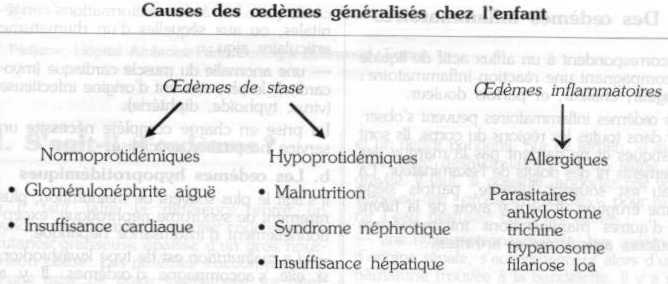 Causes des œdèmes généralisés chez l'enfant
Œdèmes de stase
Œdèmes inflammatoires
Normoprotidémiques
• Glomérulonéphrite aiguë
• Insuffisance cardiaque
Hypoprotidémiques
• Malnutrition
• Syndrome néphrotique
• Insuffisance hépatique
Allergiques
Parasitaires
ankylostome
trichine
trypanosome
filariose loa